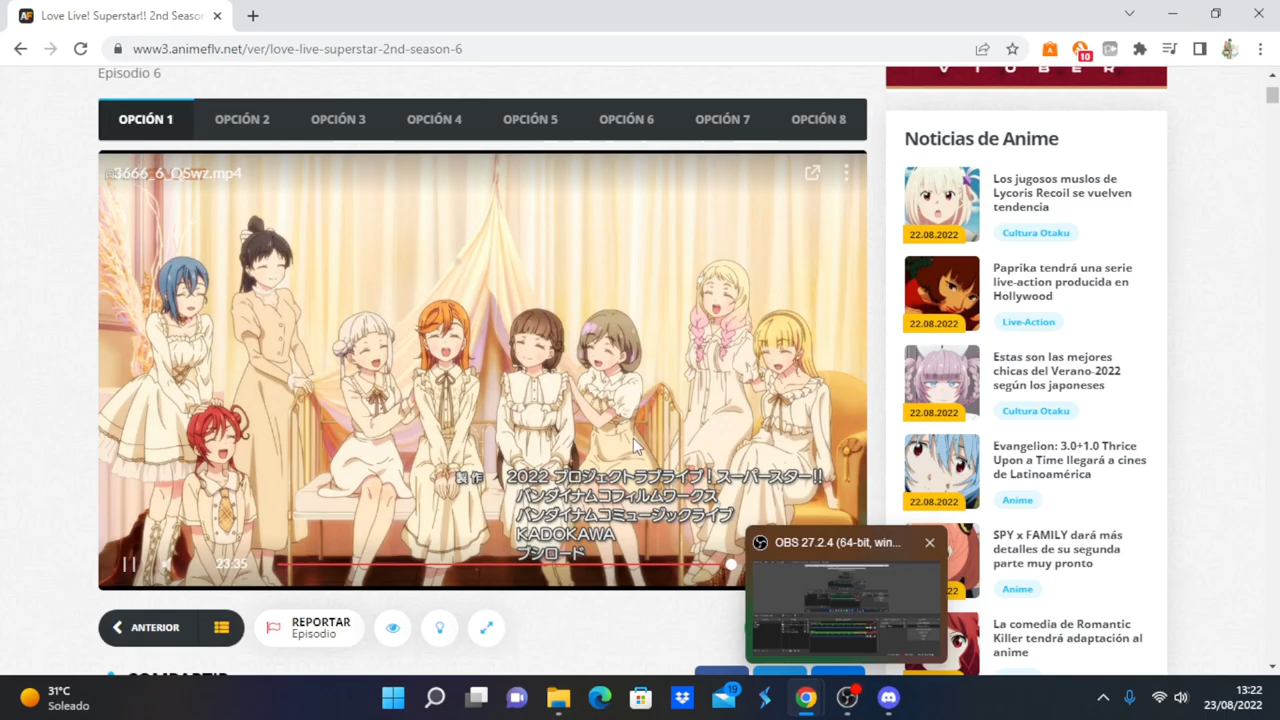 Love Live! Superstar!! 2nd Season
www3.animeflv.net/ver/love-live-superstar-2nd-season-6
10
Episodio 6
OPCIÓN 1
OPCIÓN 2
OPCIÓN 3
OPCIÓN 4
OPCIÓN 5
OPCIÓN 6
OPCIÓN 7
OPCIÓN 8
3666_6_QSwz.mp4
製作
2022 プロジェクトラブライブ！スーパースター!!
バンダイナムコフィルムワークス
バンダイナムコミュージックライブ
KADOKAWA
ブシロード
23:35
ANTERIOR
REPORTAR
Episodio
VTOBER
Noticias de Anime
Los jugosos muslos de
Lycoris Recoil se vuelven
tendencia
22.08.2022
Cultura Otaku
Paprika tendrá una serie
live-action producida en
Hollywood
22.08.2022
Live-Action
Estas son las mejores
chicas del Verano-2022
según los japoneses
22.08.2022
Cultura Otaku
Evangelion: 3.0+1.0 Thrice
Upon a Time llegará a cines
de Latinoamérica
22.08.2022
Anime
SPY x FAMILY dará más
detalles de su segunda
parte muy pronto
22
Anime
La comedia de Romantic
Killer tendrá adaptación al
anime
OBS 27.2.4 (64-bit, win...
31°C
Soleado
19
13:22
23/08/2022